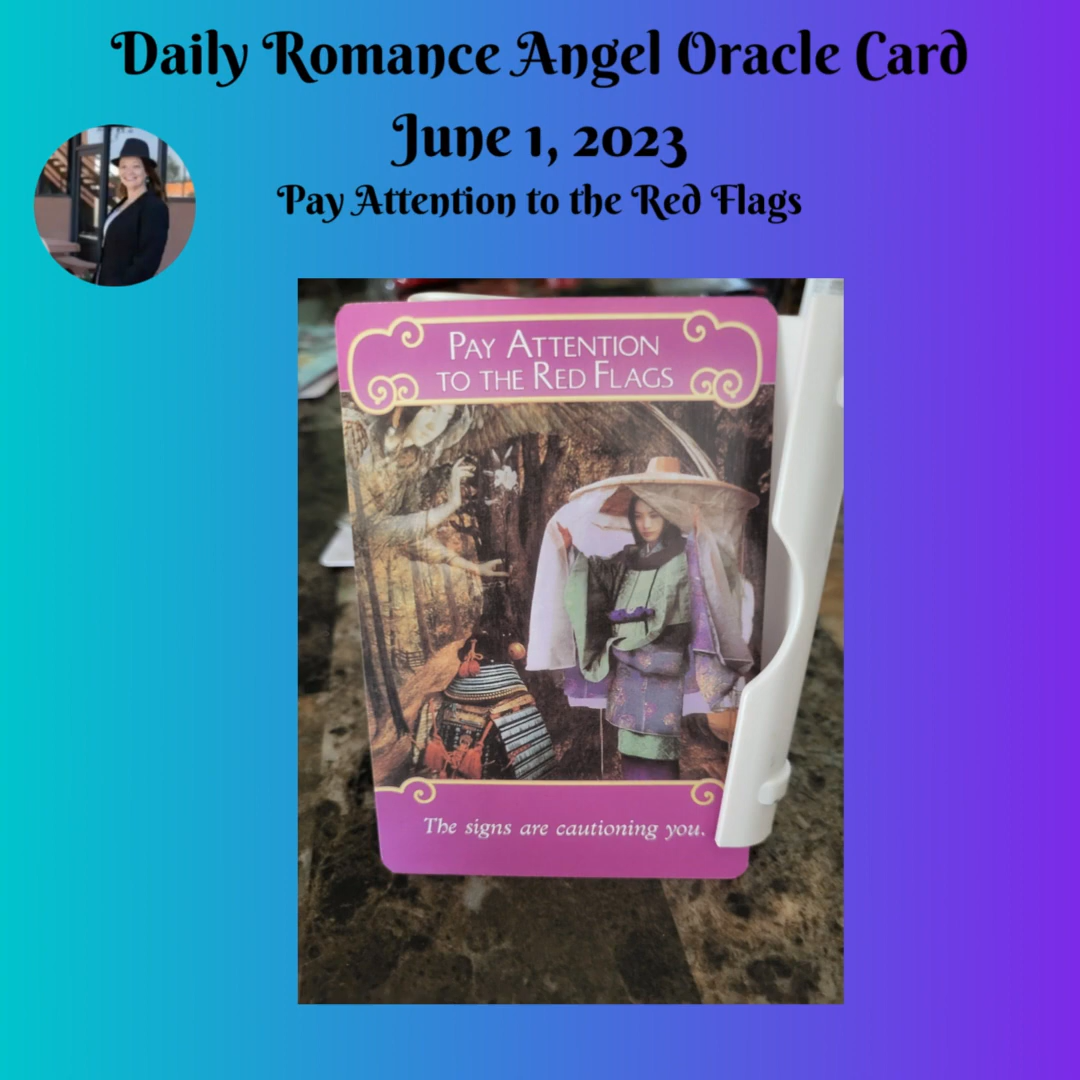 Daily Romance Angel Oracle Card
June 1, 2023
Pay Attention to the Red Flags
PAY ATTENTION
TO THE RED FLAGS
The signs are cautioning you.